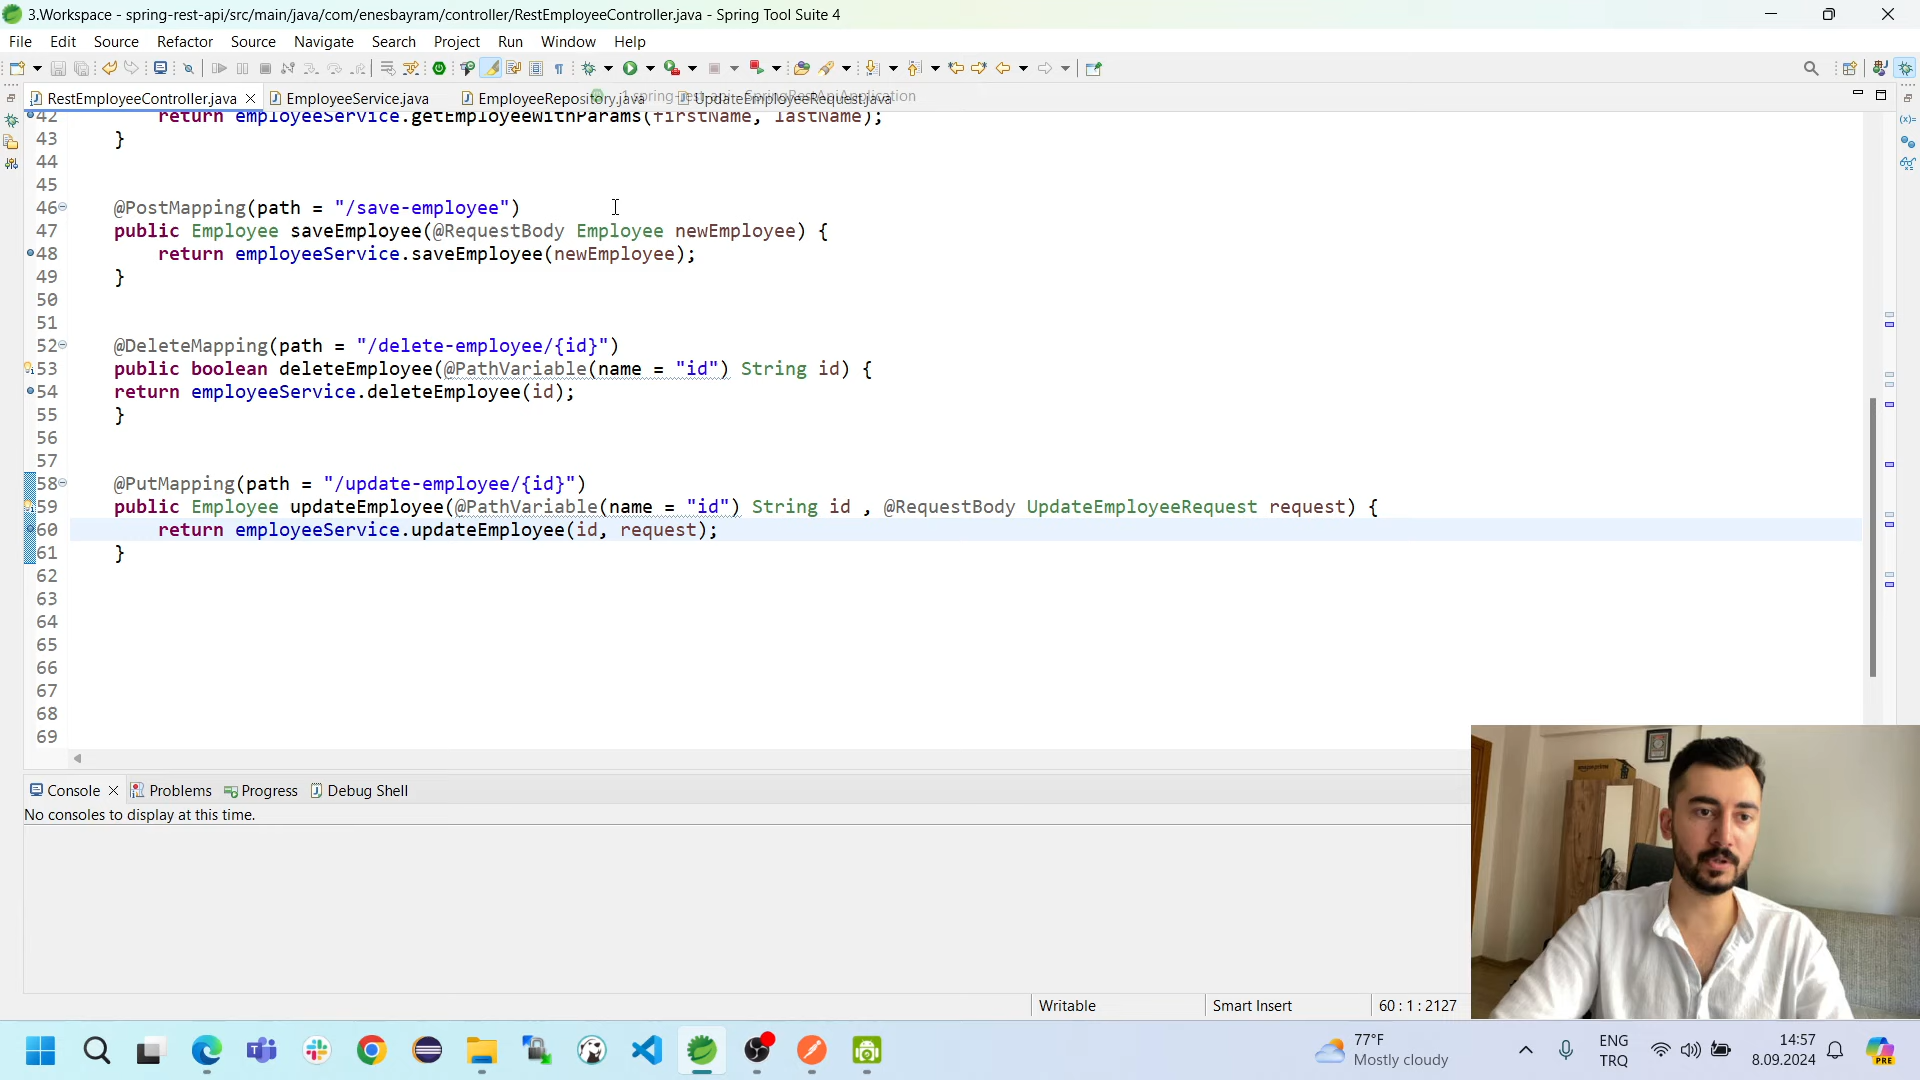 3.Workspace - spring-rest-api/src/main/java/com/enesbayram/controller/RestEmployeeController.java - Spring Tool Suite 4
File Edit Source Refactor Source Navigate Search Project Run Window Help
RestEmployeeController.java EmployeeService.java EmployeeRepository.java UpdateEmployeeRequest.java
42 return employeeService.getEmployeeWithParams(firstName, lastName);
43 }
44
45
46 @PostMapping(path = "/save-employee")
47 public Employee saveEmployee(@RequestBody Employee newEmployee) {
48 return employeeService.saveEmployee(newEmployee);
49 }
50
51
52 @DeleteMapping(path = "/delete-employee/{id}")
53 public boolean deleteEmployee(@PathVariable(name = "id") String id) {
54 return employeeService.deleteEmployee(id);
55 }
56
57
58 @PutMapping(path = "/update-employee/{id}")
59 public Employee updateEmployee(@PathVariable(name = "id") String id , @RequestBody UpdateEmployeeRequest request) {
60 return employeeService.updateEmployee(id, request);
61 }
62
63
64
65
66
67
68
69
Console Problems Progress Debug Shell
No consoles to display at this time.
Writable Smart Insert 60 : 1 : 2127
77°F
Mostly cloudy
ENG
TRQ
14:57
8.09.2024
PRE